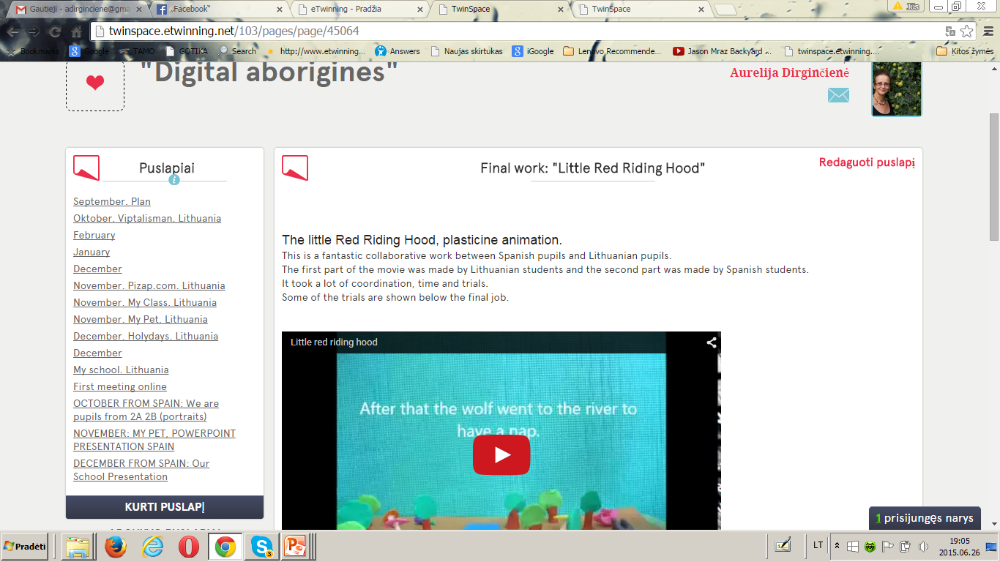 Gautieji - adirginciene@gma
„Facebook“
eTwinning - Pradžia
TwinSpace
TwinSpace
Jūs
twinspace.etwinning.net/103/pages/page/45064
Bookmarks
Google
TAMO
GOTIKA
Search
http://www.etwinning...
Answers
Naujas skirtukas
iGoogle
Lenovo Recommende...
Jason Mraz Backyard ..
twinspace.etwinning....
Kitos žymės
"Digital aborigines"
Aurelija Dirginčienė
Puslapiai
i
September. Plan
Oktober. Viptalisman. Lithuania
February
January
December
November. Pizap.com. Lithuania
November. My Class. Lithuania
November. My Pet. Lithuania
December. Holydays. Lithuania
December
My school. Lithuania
First meeting online
OCTOBER FROM SPAIN: We are
pupils from 2A 2B (portraits)
NOVEMBER: MY PET, POWERPOINT
PRESENTATION SPAIN
DECEMBER FROM SPAIN: Our
School Presentation
KURTI PUSLAPĮ
Final work: "Little Red Riding Hood"
Redaguoti puslapį
The little Red Riding Hood, plasticine animation.
This is a fantastic collaborative work between Spanish pupils and Lithuanian pupils.
The first part of the movie was made by Lithuanian students and the second part was made by Spanish students.
It took a lot of coordination, time and trials.
Some of the trials are shown below the final job.
Little red riding hood
After that the wolf went to the river to
have a nap.
1 prisijungęs narys
Pradėti
3
LT
19:05
2015.06.26